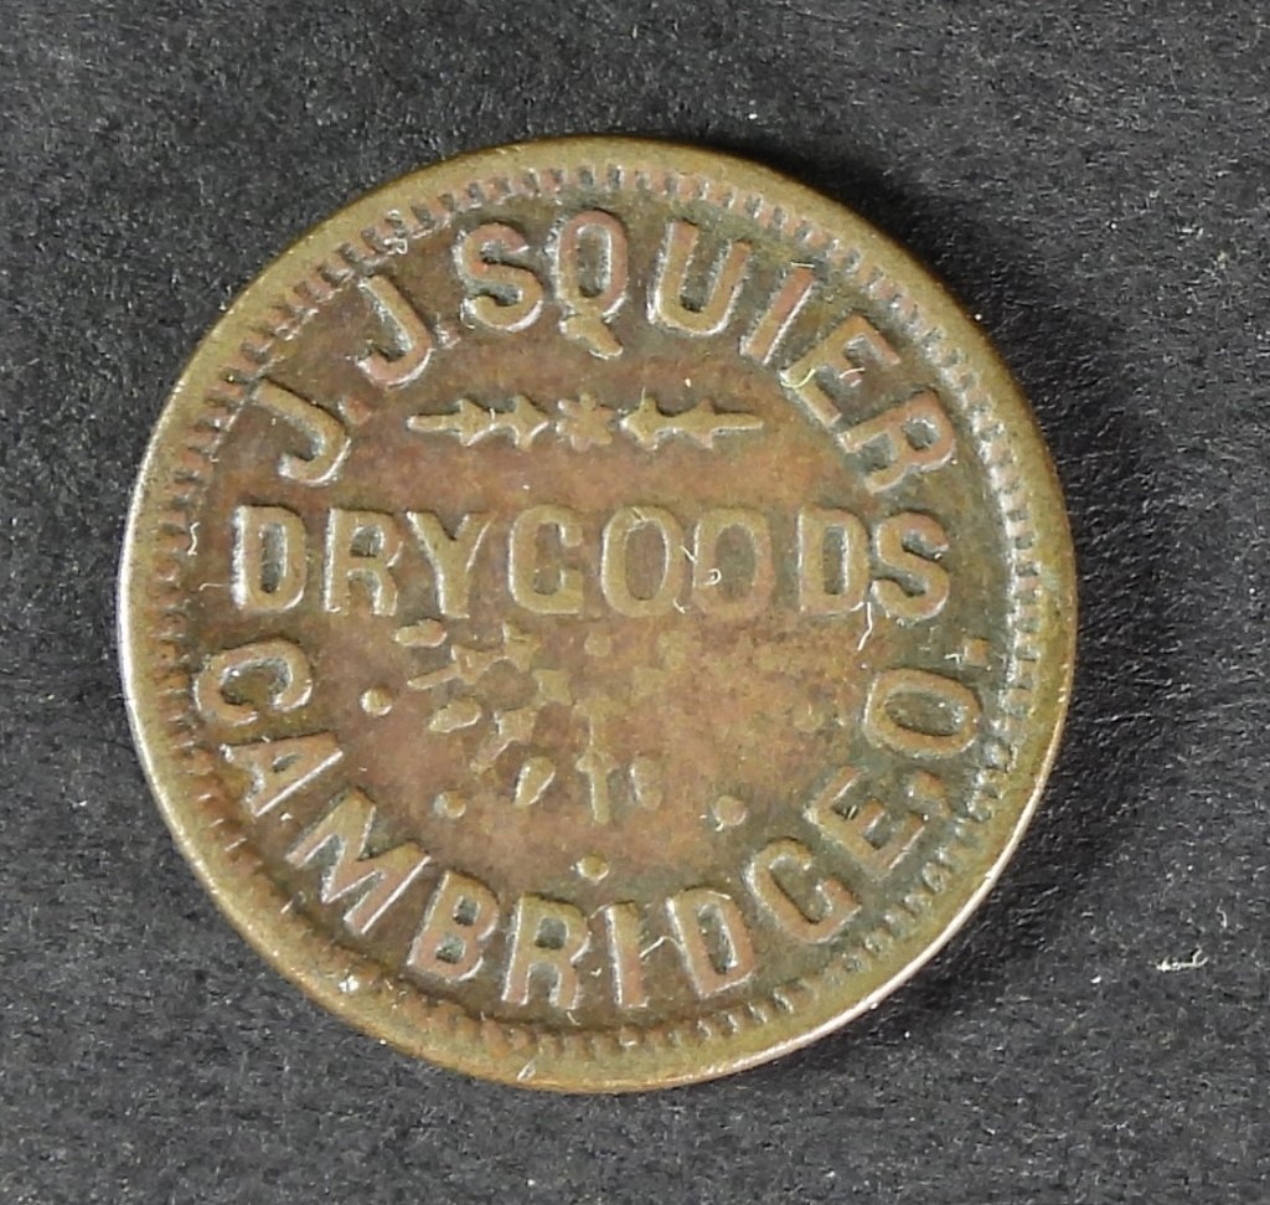 J. J. SQUIER
DRY GOODS
CAMBRIDGE, O.